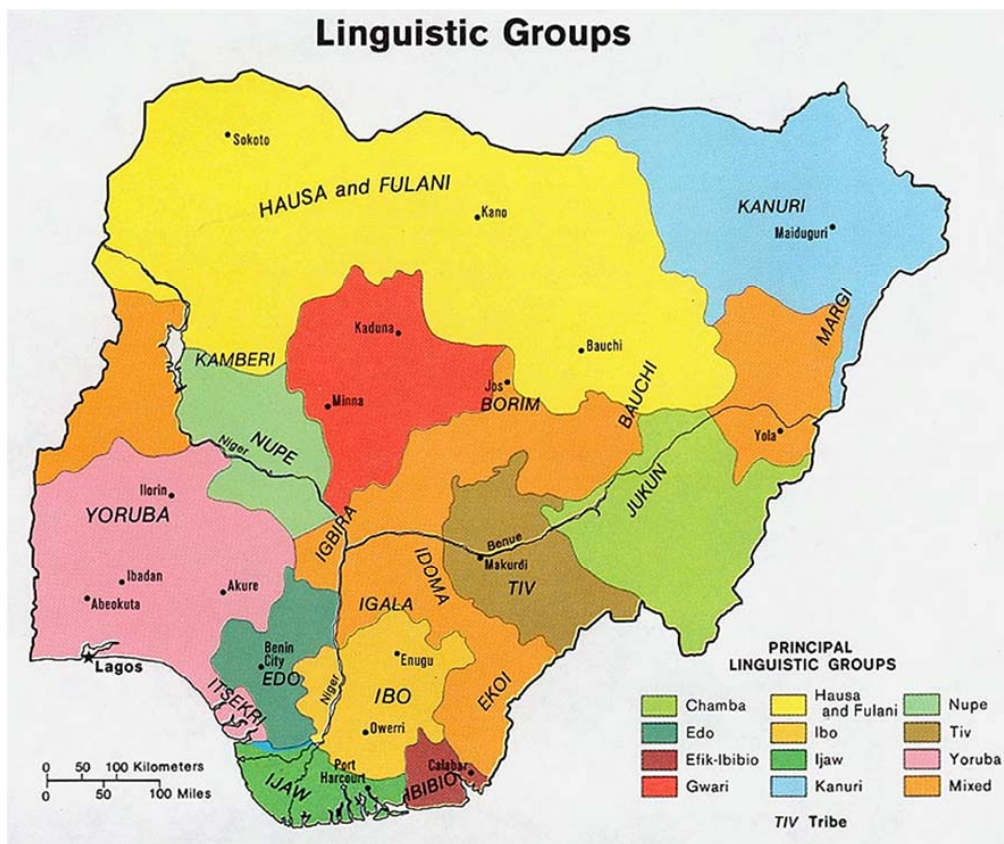 Linguistic Groups
Sokoto
HAUSA and FULANI
Kano
KANURI
Maiduguri
MARGI
Kaduna
Bauchi
KAMBERI
BAUCHI
Jos
BORIM
Minna
Yola
Niger
NUPE
Ilorin
YORUBA
JUKUN
IGBIRA
Benue
Makurdi
IDOMA
TIV
Ibadan
Abeokuta
Akure
IGALA
Lagos
Benin
City
EDO
Enugu
Niger
IBO
EKOI
ITSEKRI
Owerri
Port
Harcourt
IJAW
Calabar
IBIBIO
0 50 100 Kilometers
0 50 100 Miles
PRINCIPAL
LINGUISTIC GROUPS
Chamba
Edo
Efik-Ibibio
Gwari
Hausa
and Fulani
Ibo
Ijaw
Kanuri
Nupe
Tiv
Yoruba
Mixed
TIV Tribe